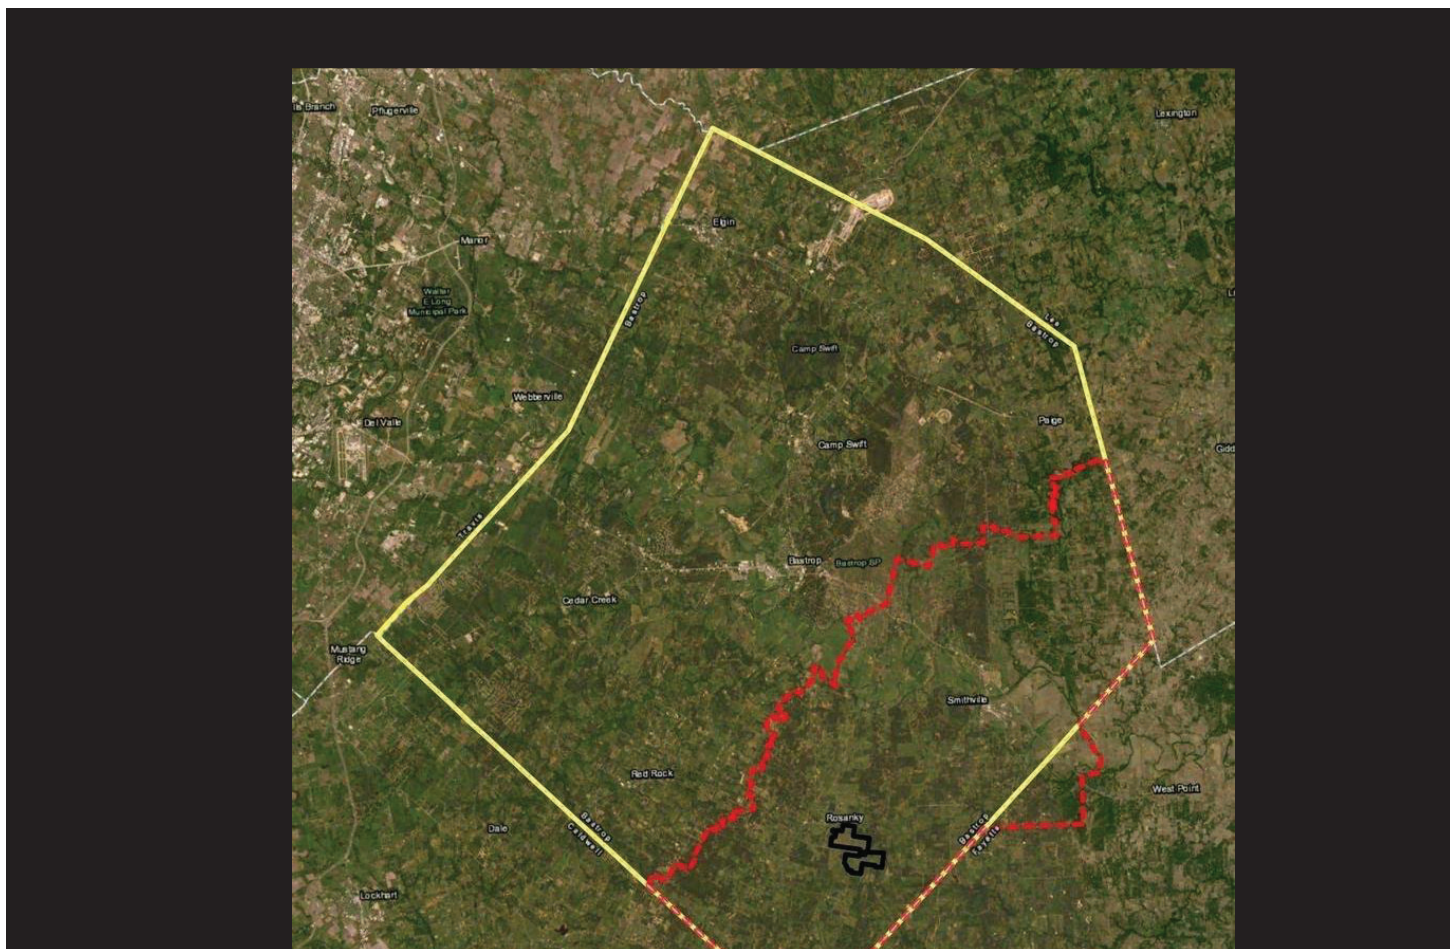 Pflugerville
Lexington
Elgin
Manor
Walter
E Long
Municipal Park
Bastrop
Lee
Bastrop
Camp Swift
Webberville
Paige
Del Valle
Camp Swift
Travis
Bastrop
Bastrop SP
Cedar Creek
Mustang
Ridge
Smithville
Red Rock
West Point
Rosanky
Dale
Bastrop
Caldwell
Bastrop
Fayette
Lockhart